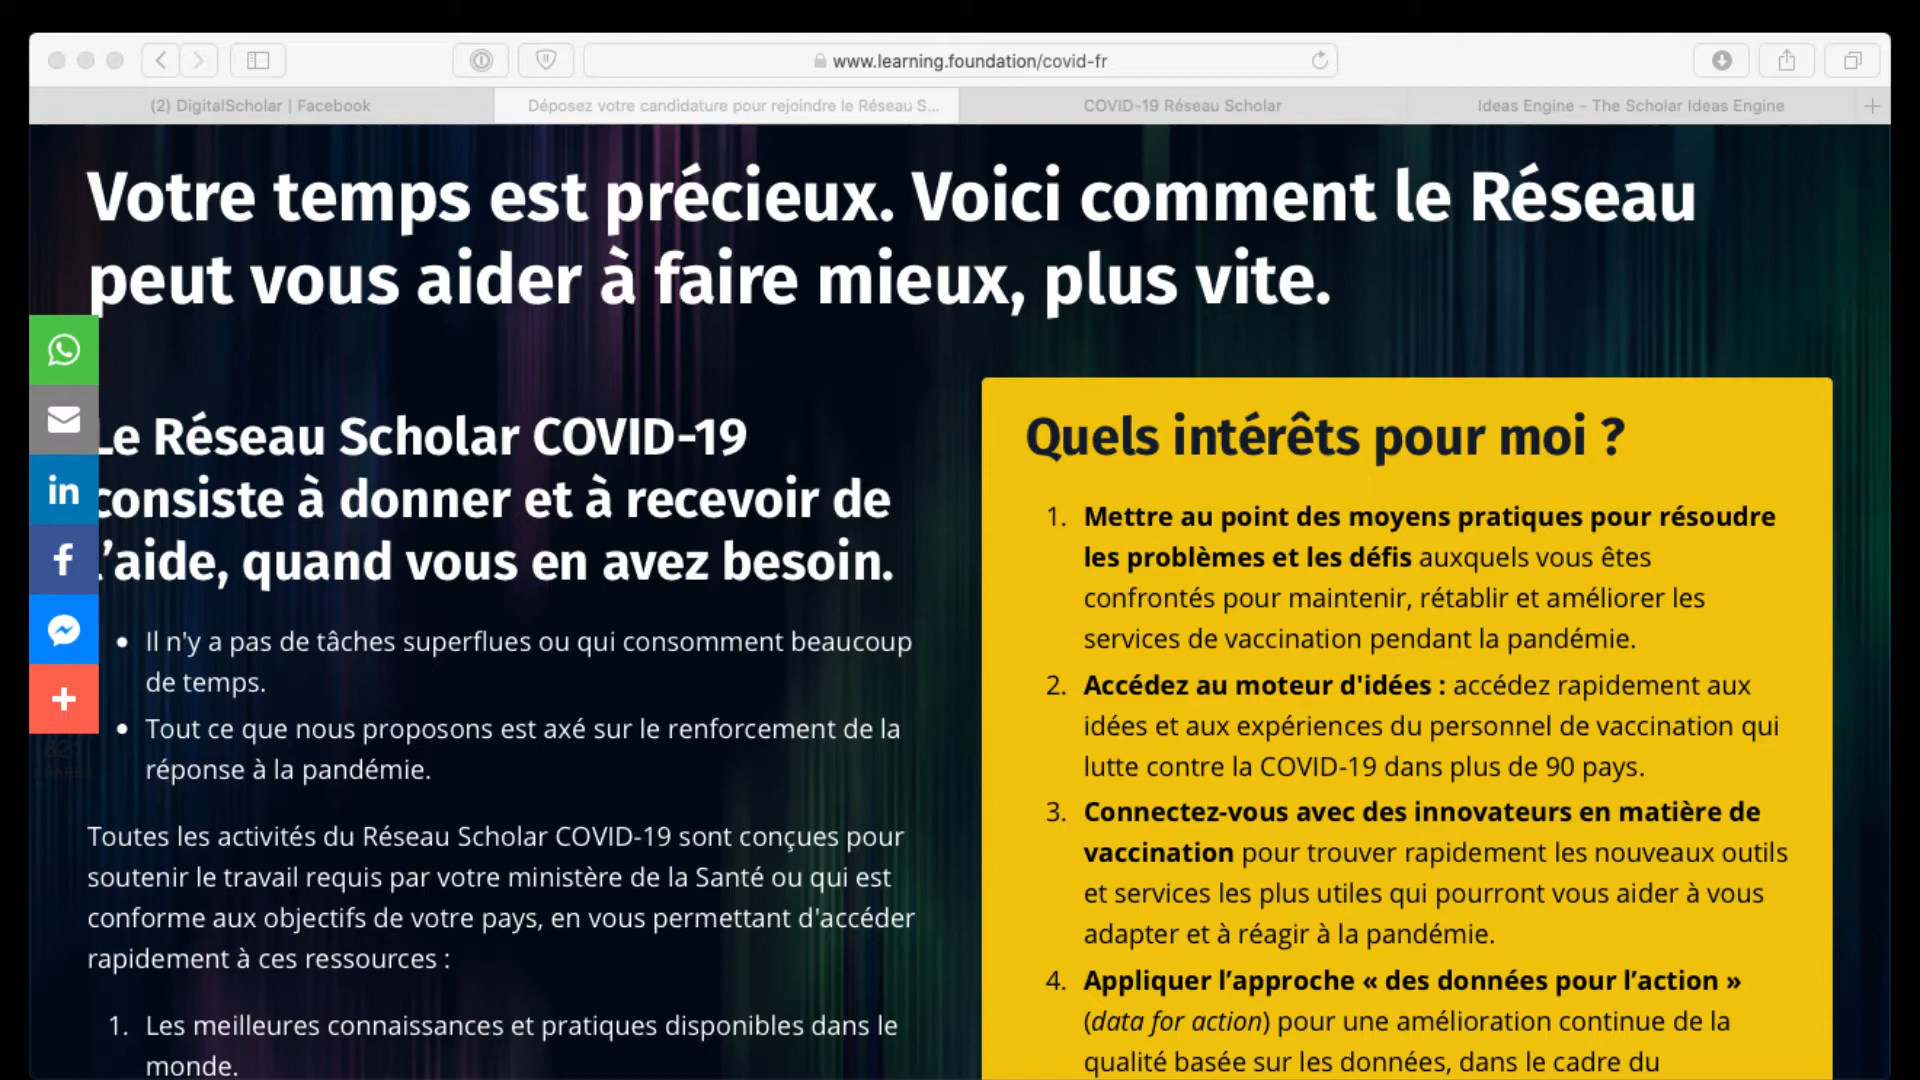 www.learning.foundation/covid-fr
(2) DigitalScholar | Facebook
Déposez votre candidature pour rejoindre le Réseau S...
COVID-19 Réseau Scholar
Ideas Engine - The Scholar Ideas Engine
Votre temps est précieux. Voici comment le Réseau
peut vous aider à faire mieux, plus vite.
Le Réseau Scholar COVID-19
consiste à donner et à recevoir de
l’aide, quand vous en avez besoin.
• Il n'y a pas de tâches superflues ou qui consomment beaucoup
de temps.
• Tout ce que nous proposons est axé sur le renforcement de la
réponse à la pandémie.
Toutes les activités du Réseau Scholar COVID-19 sont conçues pour
soutenir le travail requis par votre ministère de la Santé ou qui est
conforme aux objectifs de votre pays, en vous permettant d'accéder
rapidement à ces ressources :
1. Les meilleures connaissances et pratiques disponibles dans le
monde.
Quels intérêts pour moi ?
1. Mettre au point des moyens pratiques pour résoudre
les problèmes et les défis auxquels vous êtes
confrontés pour maintenir, rétablir et améliorer les
services de vaccination pendant la pandémie.
2. Accédez au moteur d'idées : accédez rapidement aux
idées et aux expériences du personnel de vaccination qui
lutte contre la COVID-19 dans plus de 90 pays.
3. Connectez-vous avec des innovateurs en matière de
vaccination pour trouver rapidement les nouveaux outils
et services les plus utiles qui pourront vous aider à vous
adapter et à réagir à la pandémie.
4. Appliquer l’approche « des données pour l’action »
(data for action) pour une amélioration continue de la
qualité basée sur les données, dans le cadre du
in
821